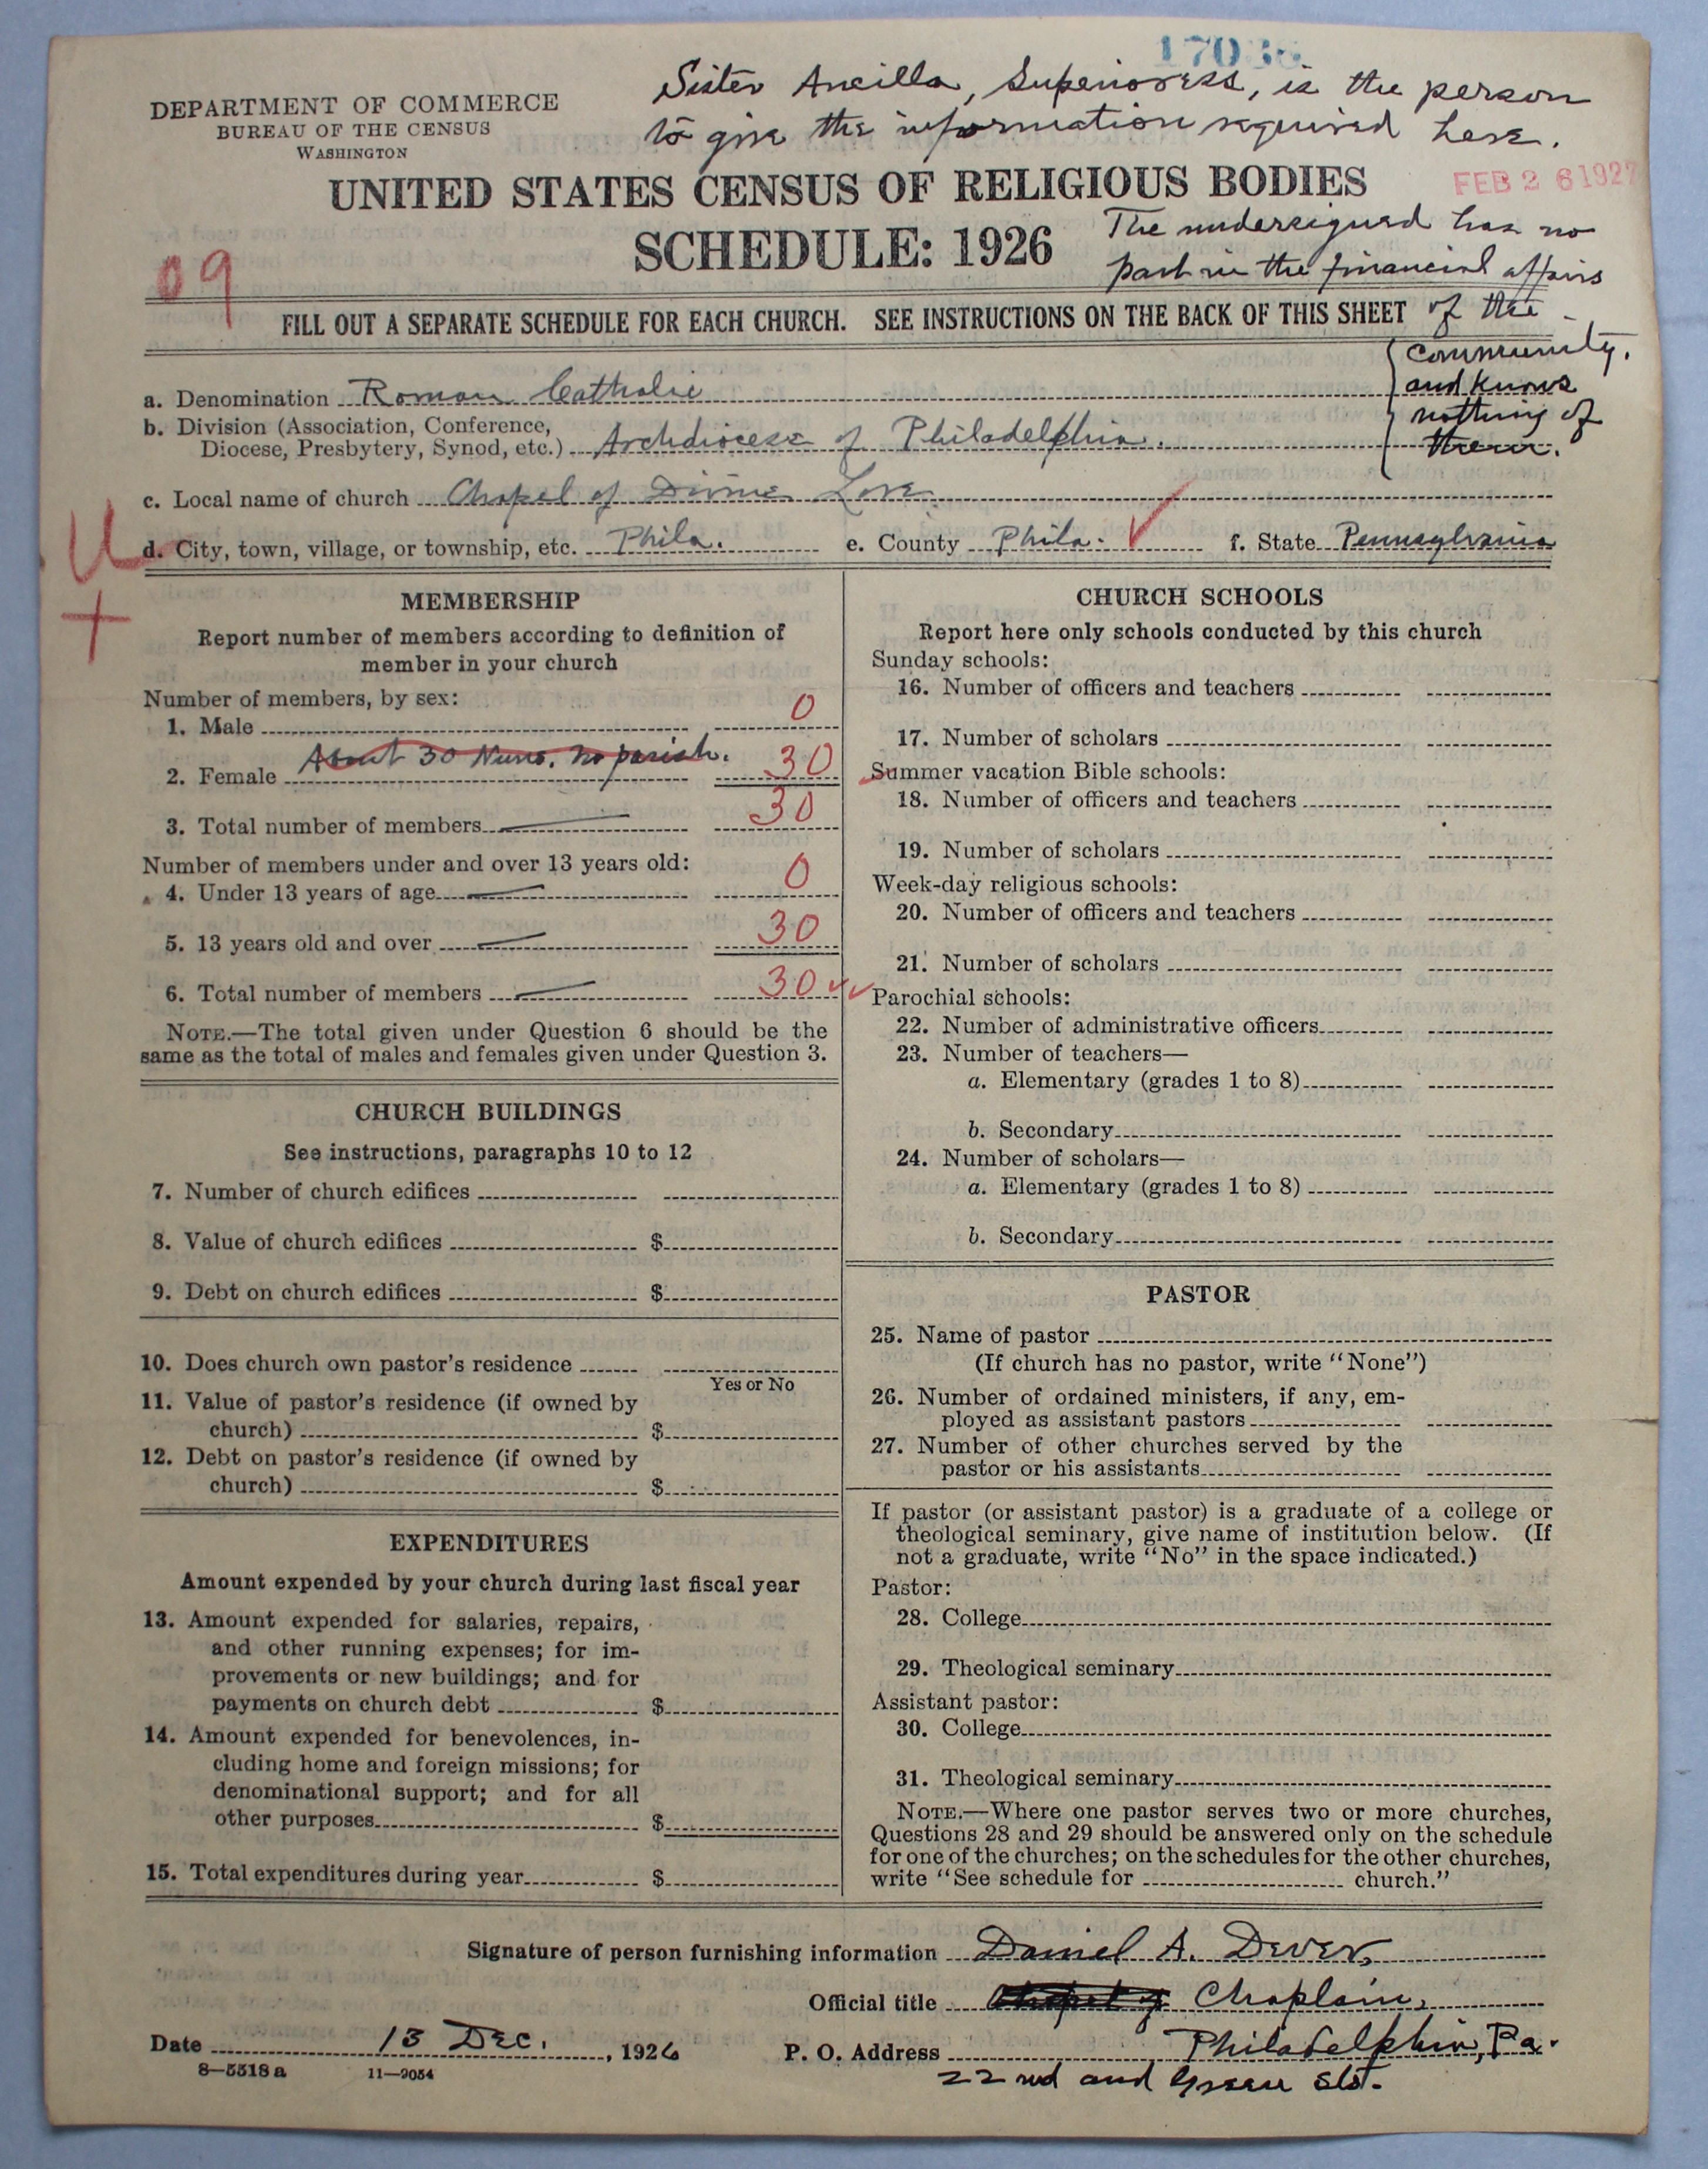 17036
Sister Ancilla, Superioress, is the person
to give the information required here.
DEPARTMENT OF COMMERCE
BUREAU OF THE CENSUS
WASHINGTON
UNITED STATES CENSUS OF RELIGIOUS BODIES
FEB 26 1927
SCHEDULE: 1926
The undersigned has no
part in the financial affairs
of the
community.
and knows
nothing of
them.
09
FILL OUT A SEPARATE SCHEDULE FOR EACH CHURCH. SEE INSTRUCTIONS ON THE BACK OF THIS SHEET
a. Denomination Roman Catholic
b. Division (Association, Conference,
Diocese, Presbytery, Synod, etc.) Archdiocese of Philadelphia.
c. Local name of church Chapel of Divine Love.
U
d. City, town, village, or township, etc. Phila. e. County Phila. ✓ f. State Pennsylvania
+
MEMBERSHIP
Report number of members according to definition of
member in your church
Number of members, by sex:
1. Male 0
About 30 Nuns. no parish.
2. Female 30
3. Total number of members 30
Number of members under and over 13 years old:
4. Under 13 years of age 0
5. 13 years old and over 30
6. Total number of members 30 ✓✓
NOTE.—The total given under Question 6 should be the
same as the total of males and females given under Question 3.
CHURCH BUILDINGS
See instructions, paragraphs 10 to 12
7. Number of church edifices
8. Value of church edifices $
9. Debt on church edifices $
10. Does church own pastor's residence
Yes or No
11. Value of pastor's residence (if owned by
church) $
12. Debt on pastor's residence (if owned by
church) $
EXPENDITURES
Amount expended by your church during last fiscal year
13. Amount expended for salaries, repairs,
and other running expenses; for im-
provements or new buildings; and for
payments on church debt $
14. Amount expended for benevolences, in-
cluding home and foreign missions; for
denominational support; and for all
other purposes $
15. Total expenditures during year $
CHURCH SCHOOLS
Report here only schools conducted by this church
Sunday schools:
16. Number of officers and teachers
17. Number of scholars
Summer vacation Bible schools:
18. Number of officers and teachers
19. Number of scholars
Week-day religious schools:
20. Number of officers and teachers
21. Number of scholars
Parochial schools:
22. Number of administrative officers
23. Number of teachers—
a. Elementary (grades 1 to 8)
b. Secondary
24. Number of scholars—
a. Elementary (grades 1 to 8)
b. Secondary
PASTOR
25. Name of pastor
(If church has no pastor, write "None")
26. Number of ordained ministers, if any, em-
ployed as assistant pastors
27. Number of other churches served by the
pastor or his assistants
If pastor (or assistant pastor) is a graduate of a college or
theological seminary, give name of institution below. (If
not a graduate, write "No" in the space indicated.)
Pastor:
28. College
29. Theological seminary
Assistant pastor:
30. College
31. Theological seminary
NOTE.—Where one pastor serves two or more churches,
Questions 28 and 29 should be answered only on the schedule
for one of the churches; on the schedules for the other churches,
write "See schedule for church."
Signature of person furnishing information Daniel A. Dever,
Official title Chapel of Chaplain,
Date 13 Dec. , 1926 P. O. Address Philadelphia, Pa.
8—5518a 11—9054 22nd and Green Sts.